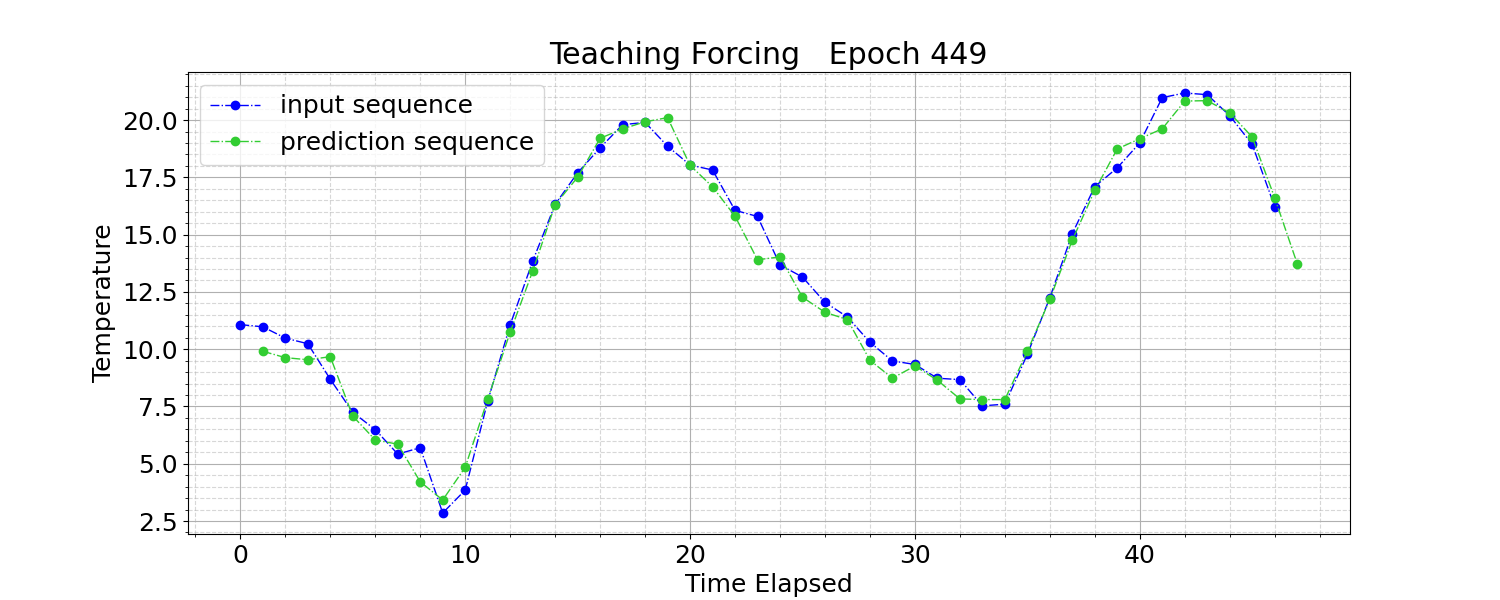 Teaching Forcing   Epoch 449
input sequence
prediction sequence
20.0
17.5
15.0
12.5
10.0
7.5
5.0
2.5
Temperature
0 10 20 30 40
Time Elapsed